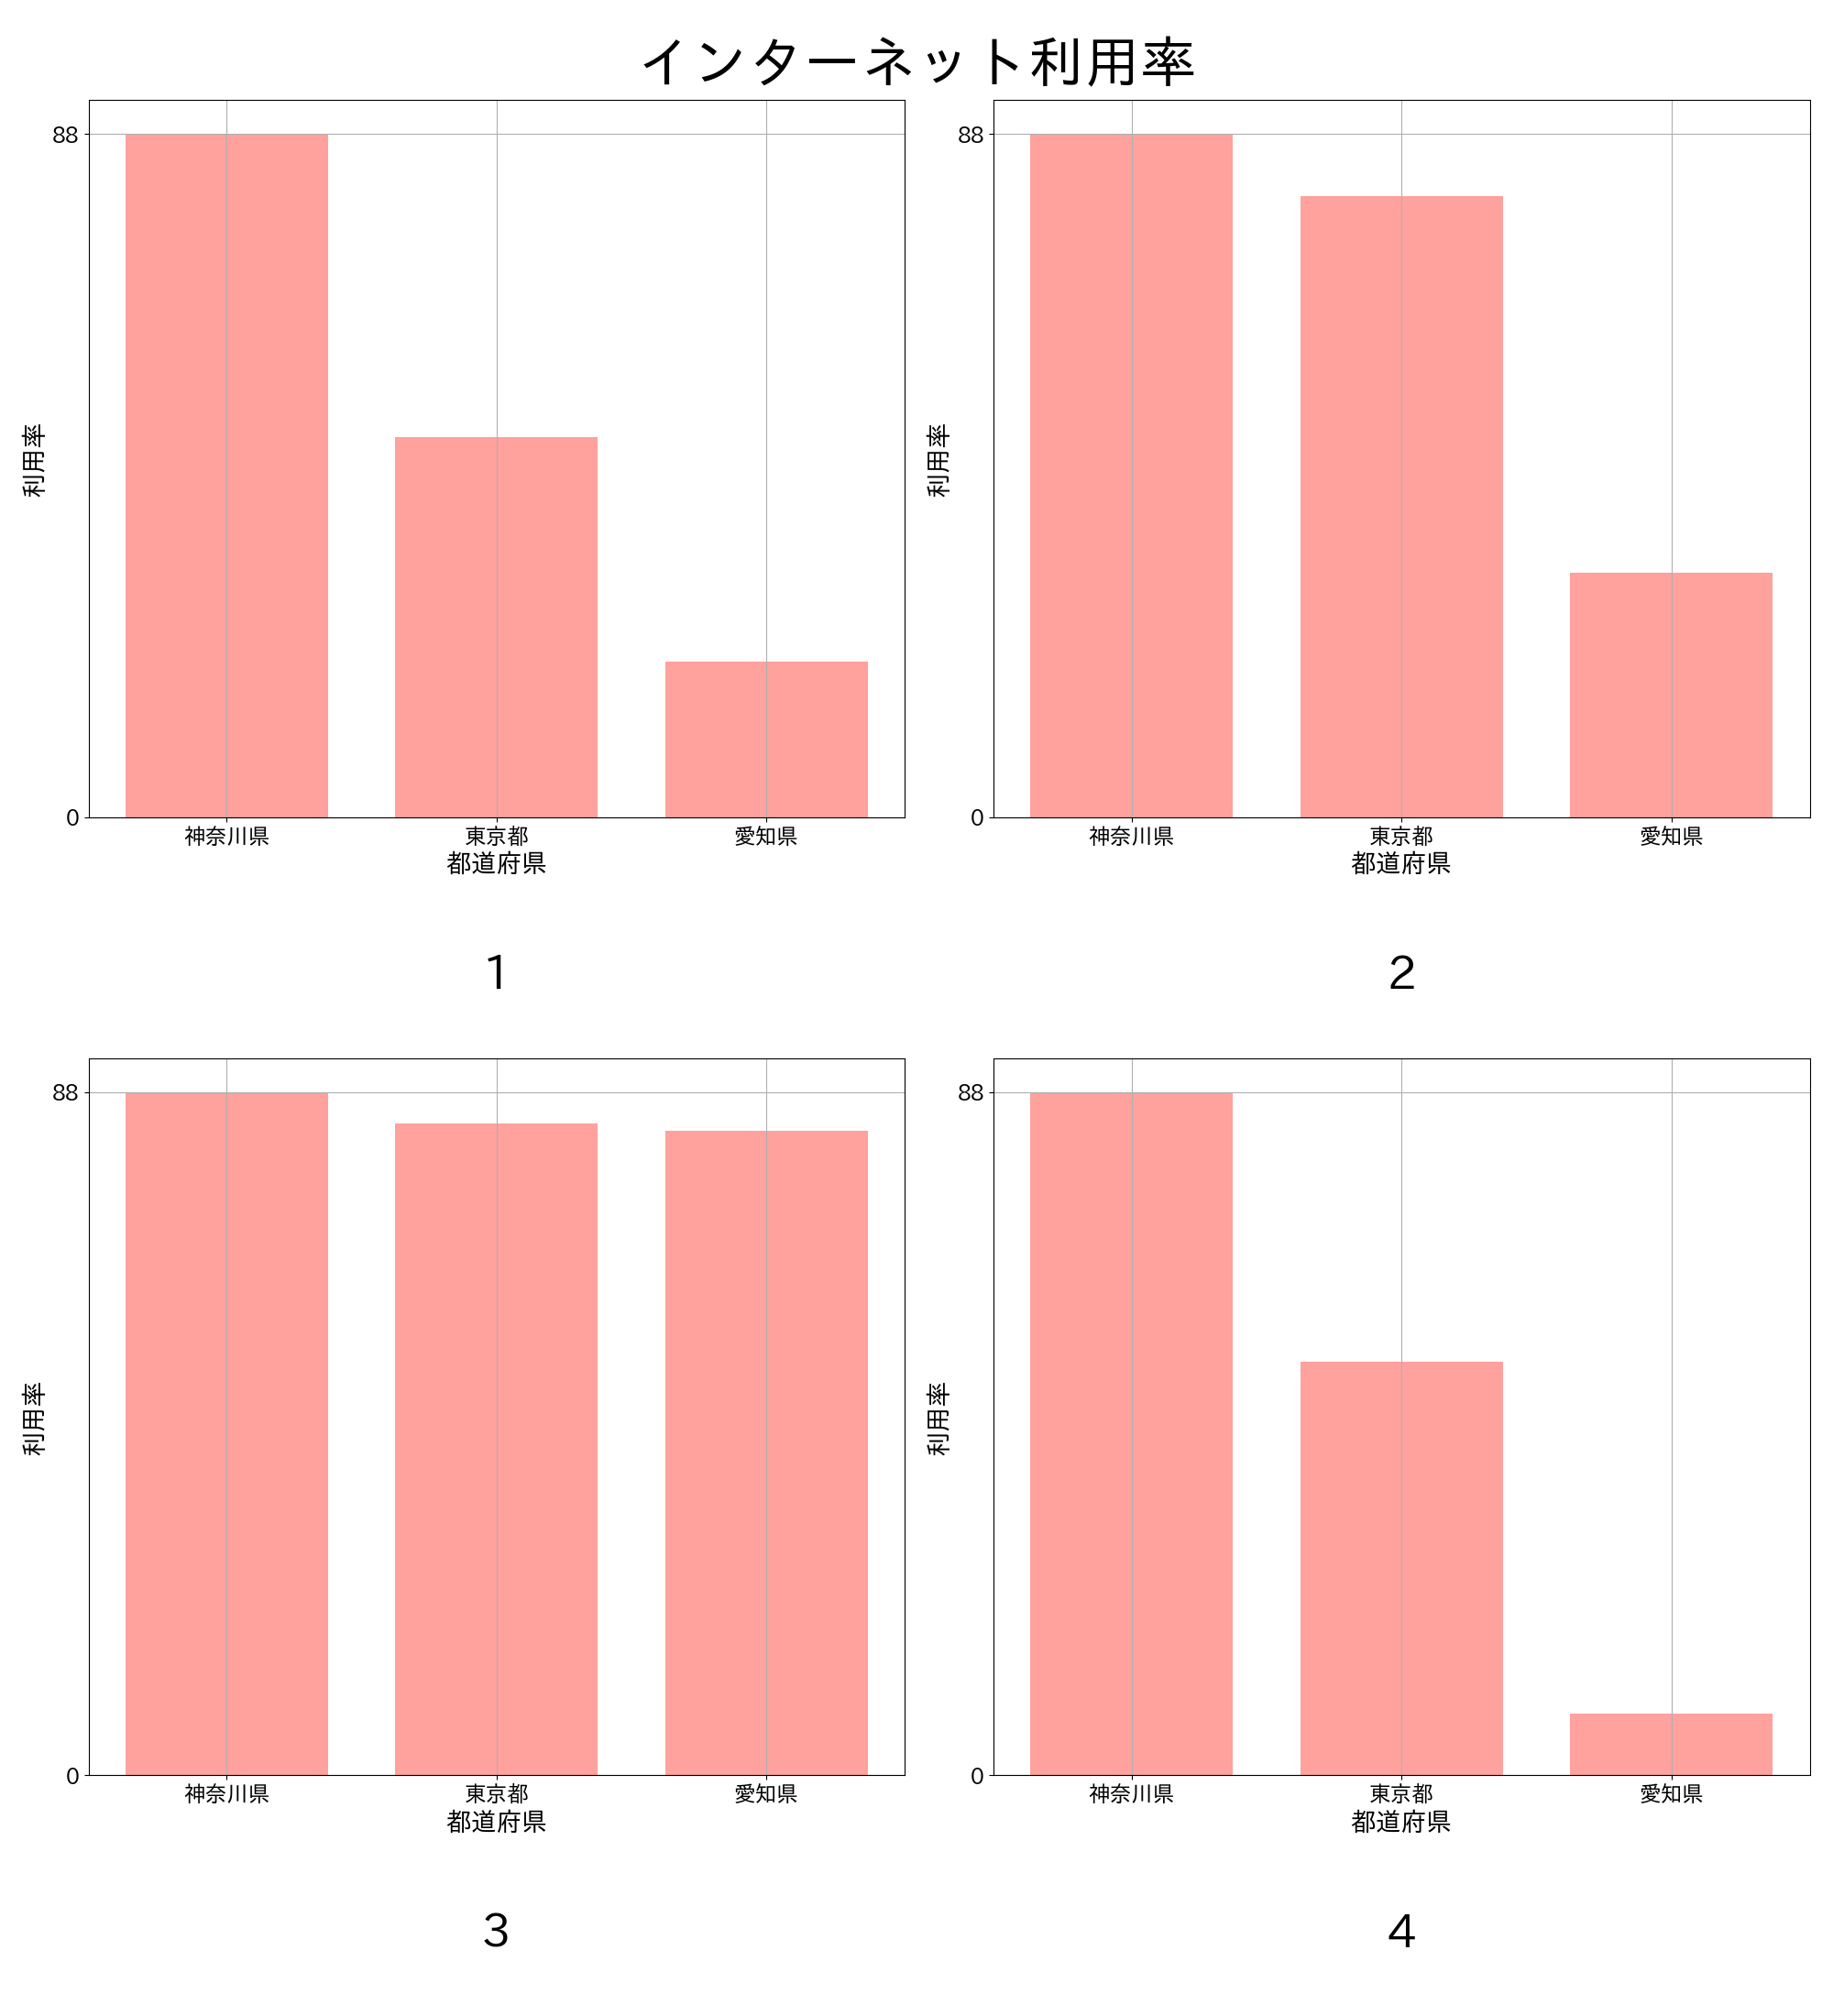 インターネット利用率
88
利用率
0
神奈川県 東京都 愛知県
都道府県
1
88
利用率
0
神奈川県 東京都 愛知県
都道府県
2
88
利用率
0
神奈川県 東京都 愛知県
都道府県
3
88
利用率
0
神奈川県 東京都 愛知県
都道府県
4